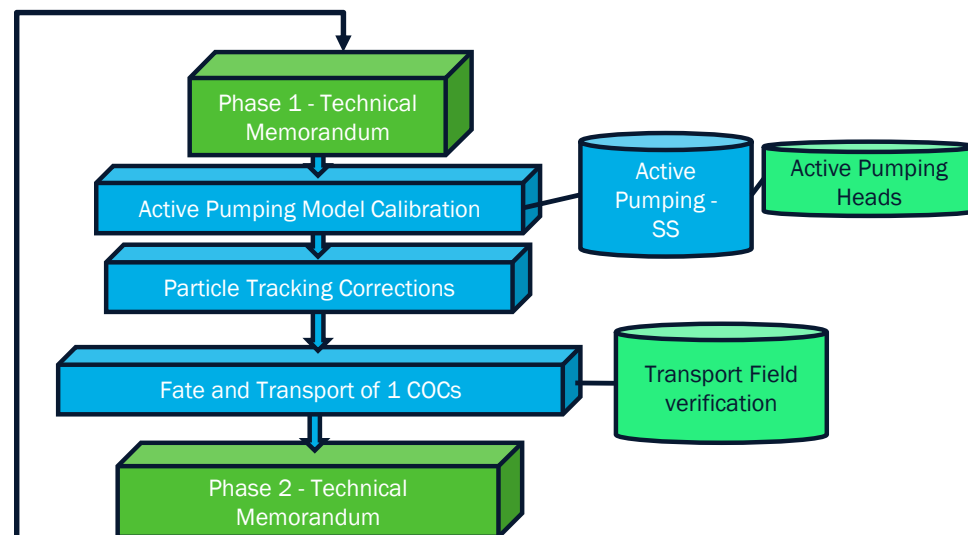 Phase 1 - Technical
Memorandum
Active Pumping Model Calibration
Active
Pumping -
SS
Active Pumping
Heads
Particle Tracking Corrections
Fate and Transport of 1 COCs
Transport Field
verification
Phase 2 - Technical
Memorandum